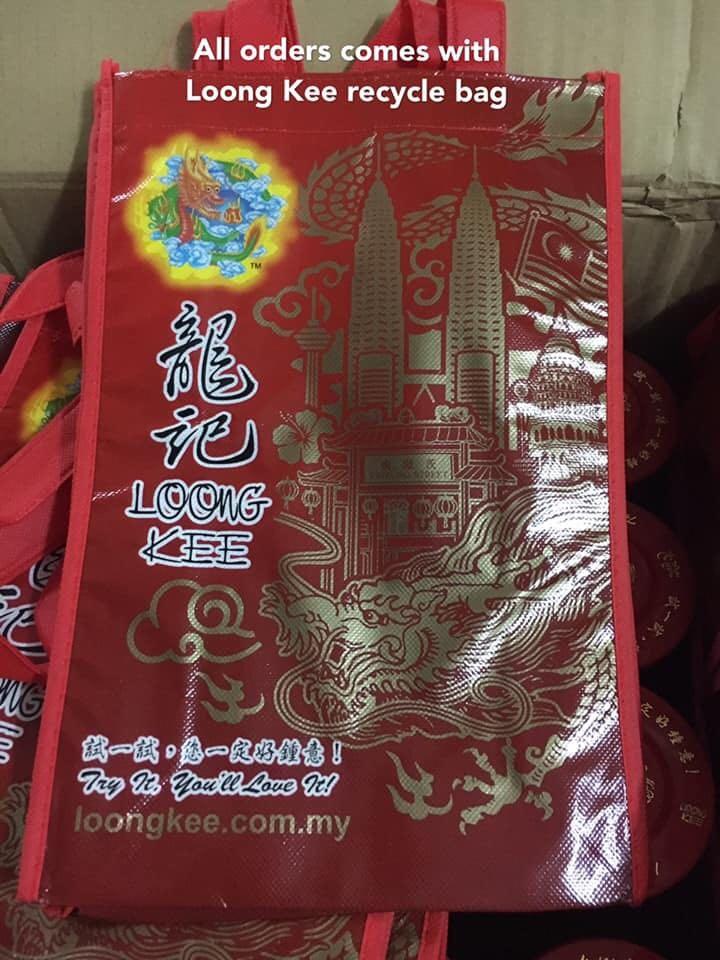 All orders comes with
Loong Kee recycle bag
TM
龍
记
LOONG
KEE
試一試，您一定好鍾意！
Try It, You'll Love It!
loongkee.com.my